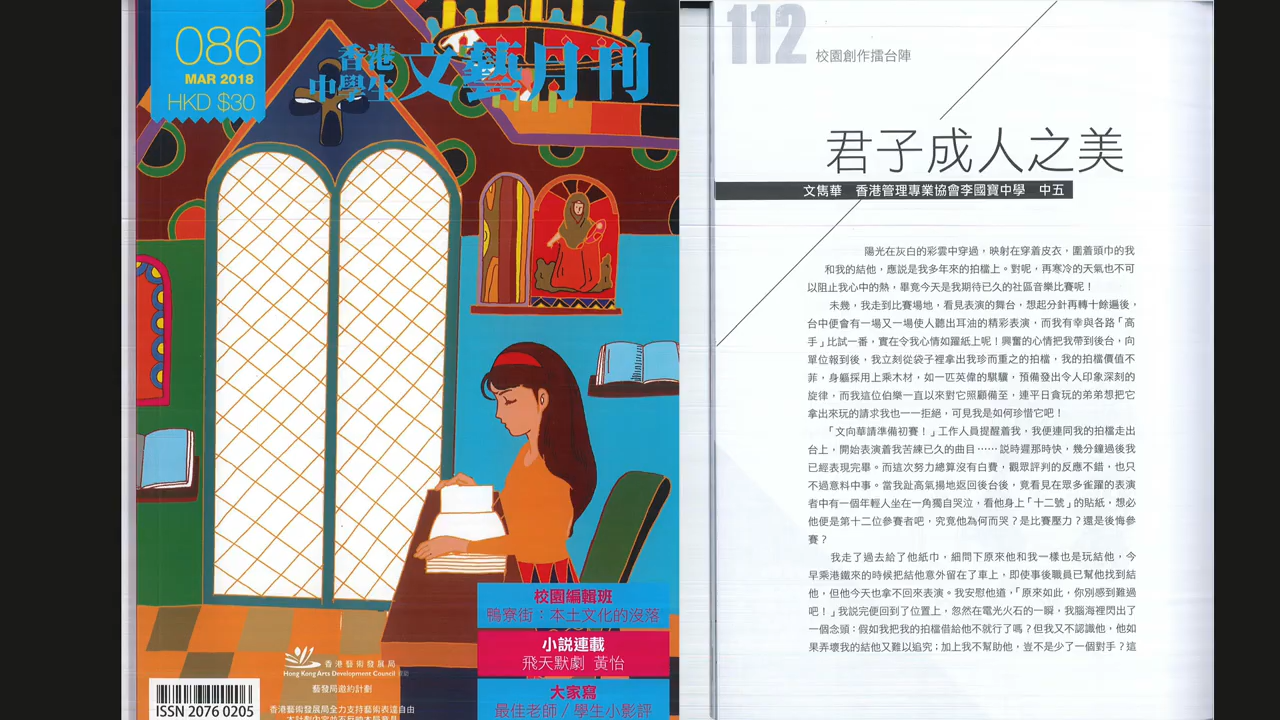 086
MAR 2018
HKD $30
香港
中學生
文藝月刊
校園編輯班
鴨寮街：本土文化的沒落
小説連載
飛天默劇 黃怡
大家寫
最佳老師 / 學生小影評
香港藝術發展局
Hong Kong Arts Development Council
藝發局邀約計劃
香港藝術發展局全力支持藝術表達自由
ISSN 2076 0205
112
校園創作擂台陣
君子成人之美
文雋華　香港管理專業協會李國寶中學　中五
陽光在灰白的彩雲中穿過，映射在穿着皮衣，圍着頭巾的我
和我的結他，應説是我多年來的拍檔上。對呢，再寒冷的天氣也不可
以阻止我心中的熱，畢竟今天是我期待已久的社區音樂比賽呢！
未幾，我走到比賽場地，看見表演的舞台，想起分針再轉十餘遍後，
台中便會有一場又一場使人聽出耳油的精彩表演，而我有幸與各路「高
手」比試一番，實在令我心情如躍紙上呢！興奮的心情把我帶到後台，向
單位報到後，我立刻從袋子裡拿出我珍而重之的拍檔，我的拍檔價值不
菲，身軀採用上乘木材，如一匹英偉的騏驥，預備發出令人印象深刻的
旋律，而我這位伯樂一直以來對它照顧備至，連平日貪玩的弟弟想把它
拿出來玩的請求我也一一拒絕，可見我是如何珍惜它吧！
「文向華請準備初賽！」工作人員提醒着我，我便連同我的拍檔走出
台上，開始表演着我苦練已久的曲目⋯⋯説時遲那時快，幾分鐘過後我
已經表現完畢。而這次努力總算沒有白費，觀眾評判的反應不錯，也只
不過意料中事。當我趾高氣揚地返回後台後，竟看見在眾多雀躍的表演
者中有一個年輕人坐在一角獨自哭泣，看他身上「十二號」的貼紙，想必
他便是第十二位參賽者吧，究竟他為何而哭？是比賽壓力？還是後悔參
賽？
我走了過去給了他紙巾，細問下原來他和我一樣也是玩結他，今
早乘港鐵來的時候把結他意外留在了車上，即使事後職員已幫他找到結
他，但他今天也拿不回來表演。我安慰他道，「原來如此，你別感到難過
吧！」我説完便回到了位置上，忽然在電光火石的一瞬，我腦海裡閃出了
一個念頭：假如我把我的拍檔借給他不就行了嗎？但我又不認識他，他如
果弄壞我的結他又難以追究；加上我不幫助他，豈不是少了一個對手？這